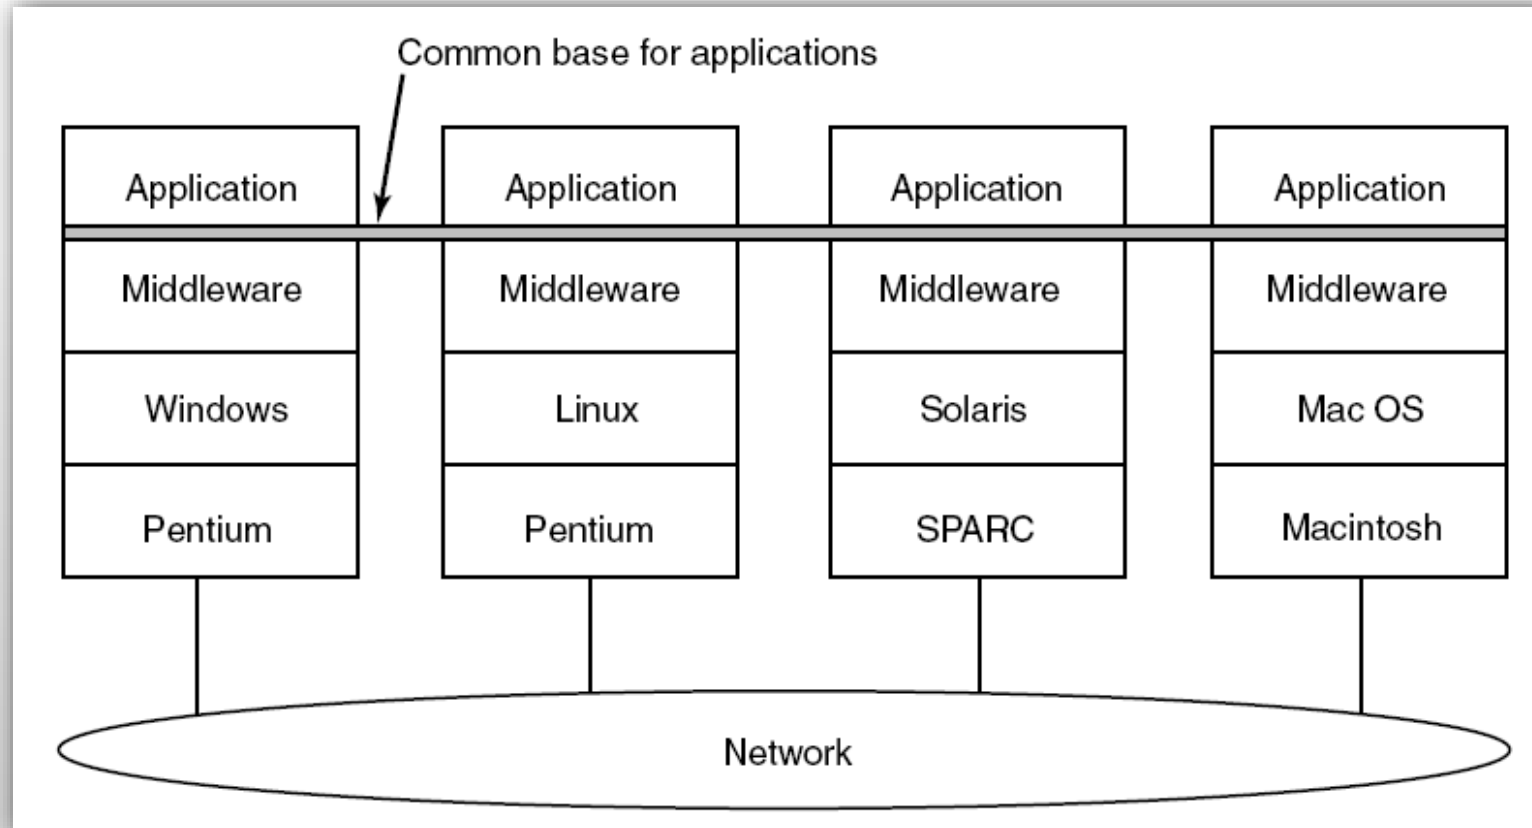 Common base for applications
Application Application Application Application
Middleware Middleware Middleware Middleware
Windows Linux Solaris Mac OS
Pentium Pentium SPARC Macintosh
Network